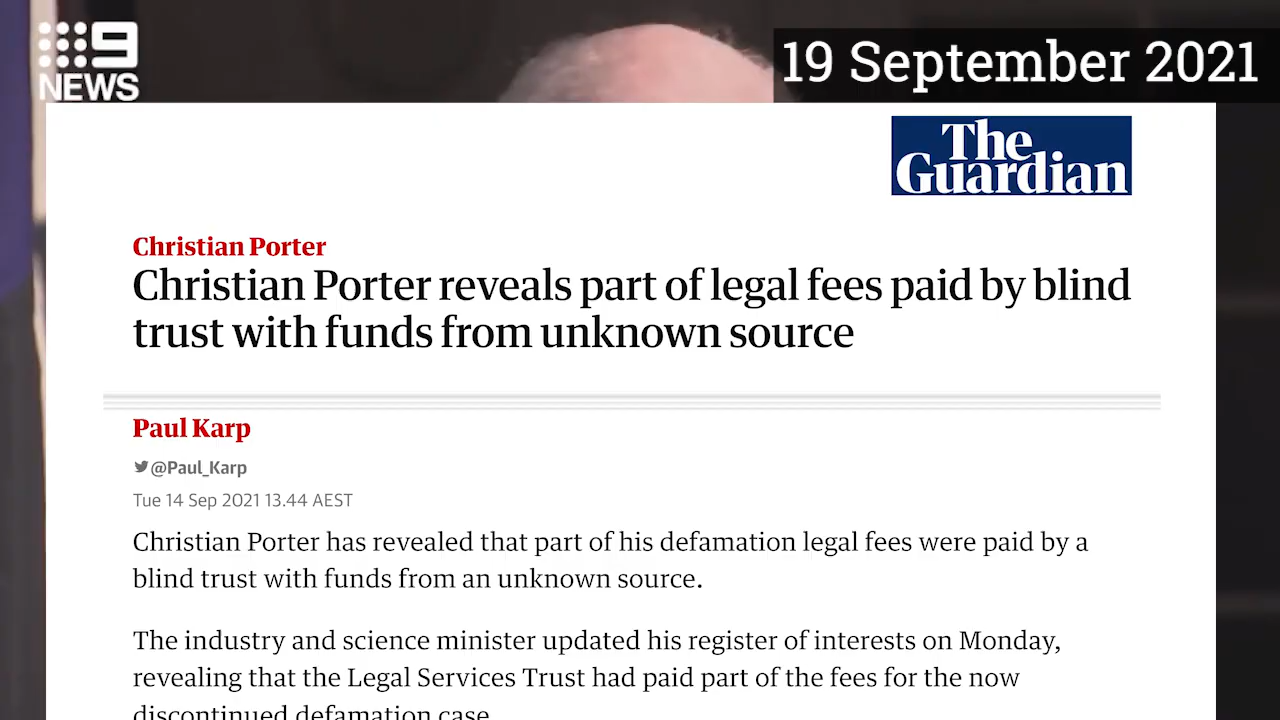 9
NEWS
19 September 2021
The
Guardian
Christian Porter
Christian Porter reveals part of legal fees paid by blind
trust with funds from unknown source
Paul Karp
@Paul_Karp
Tue 14 Sep 2021 13.44 AEST
Christian Porter has revealed that part of his defamation legal fees were paid by a
blind trust with funds from an unknown source.
The industry and science minister updated his register of interests on Monday,
revealing that the Legal Services Trust had paid part of the fees for the now
discontinued defamation case